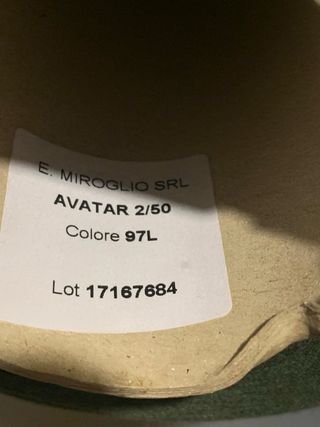 E. MIROGLIO SRL
AVATAR 2/50
Colore 97L
Lot 17167684